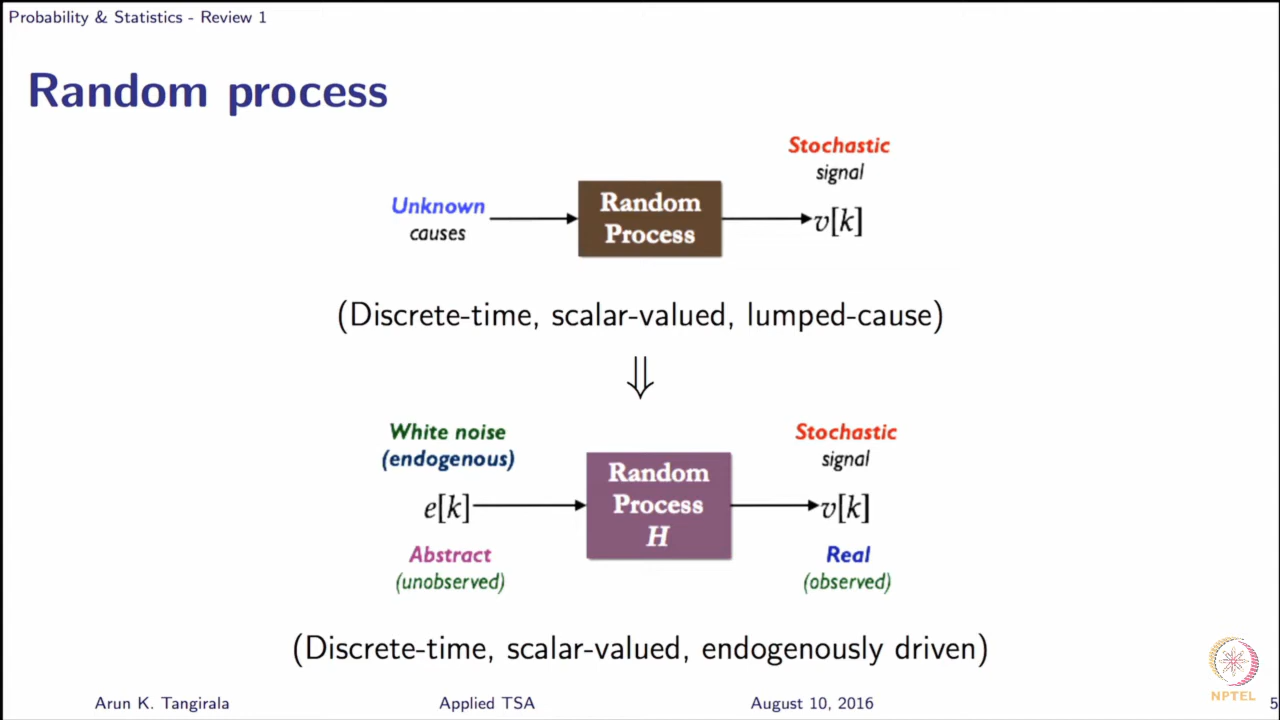 Probability & Statistics - Review 1
Random process
Stochastic
signal
Unknown
causes
Random
Process
v[k]
(Discrete-time, scalar-valued, lumped-cause)
⇓
White noise
(endogenous)
e[k]
Abstract
(unobserved)
Random
Process
H
Stochastic
signal
v[k]
Real
(observed)
(Discrete-time, scalar-valued, endogenously driven)
Arun K. Tangirala
Applied TSA
August 10, 2016
5
NPTEL